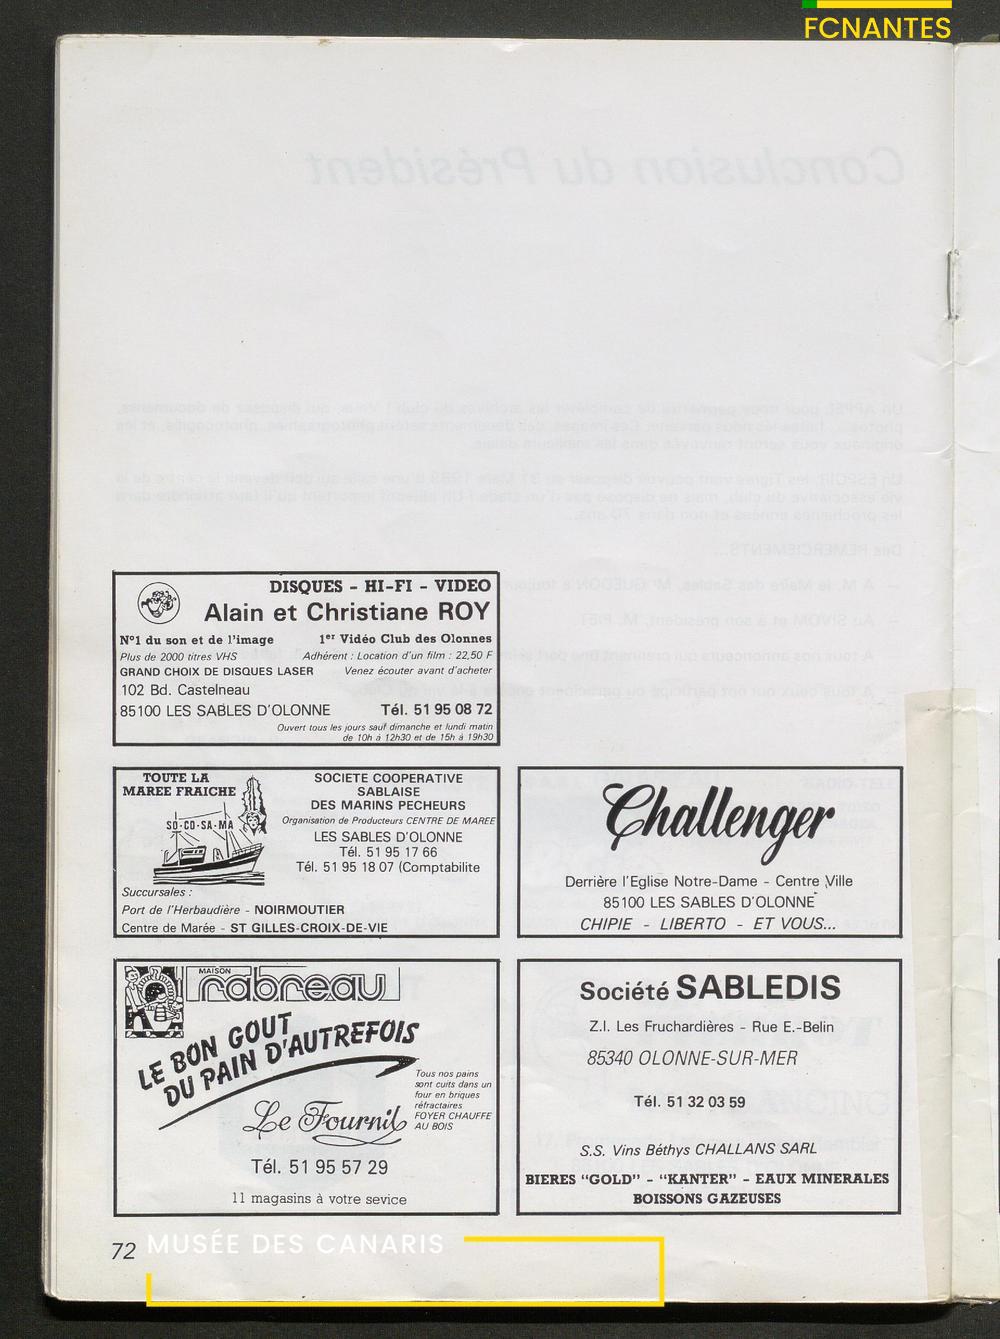 FCNANTES
DISQUES - HI-FI - VIDEO
Alain et Christiane ROY
N°1 du son et de l'image
1er Vidéo Club des Olonnes
Plus de 2000 titres VHS
Adhérent : Location d'un film : 22,50 F
GRAND CHOIX DE DISQUES LASER
Venez écouter avant d'acheter
102 Bd. Castelneau
85100 LES SABLES D'OLONNE
Tél. 51 95 08 72
Ouvert tous les jours sauf dimanche et lundi matin
de 10h à 12h30 et de 15h à 19h30
TOUTE LA
MAREE FRAICHE
SO-CO-SA-MA
SOCIETE COOPERATIVE
SABLAISE
DES MARINS PECHEURS
Organisation de Producteurs CENTRE DE MAREE
LES SABLES D'OLONNE
Tél. 51 95 17 66
Tél. 51 95 18 07 (Comptabilite
Succursales :
Port de l'Herbaudière - NOIRMOUTIER
Centre de Marée - ST GILLES-CROIX-DE-VIE
Challenger
Derrière l'Eglise Notre-Dame - Centre Ville
85100 LES SABLES D'OLONNE
CHIPIE - LIBERTO - ET VOUS...
MAISON
rabreau
LE BON GOUT
DU PAIN D'AUTREFOIS
Tous nos pains
sont cuits dans un
four en briques
réfractaires
FOYER CHAUFFE
AU BOIS
Le Fournil
Tél. 51 95 57 29
11 magasins à votre sevice
Société SABLEDIS
Z.I. Les Fruchardières - Rue E.-Belin
85340 OLONNE-SUR-MER
Tél. 51 32 03 59
S.S. Vins Béthys CHALLANS SARL
BIERES "GOLD" - "KANTER" - EAUX MINERALES
BOISSONS GAZEUSES
72
MUSÉE DES CANARIS